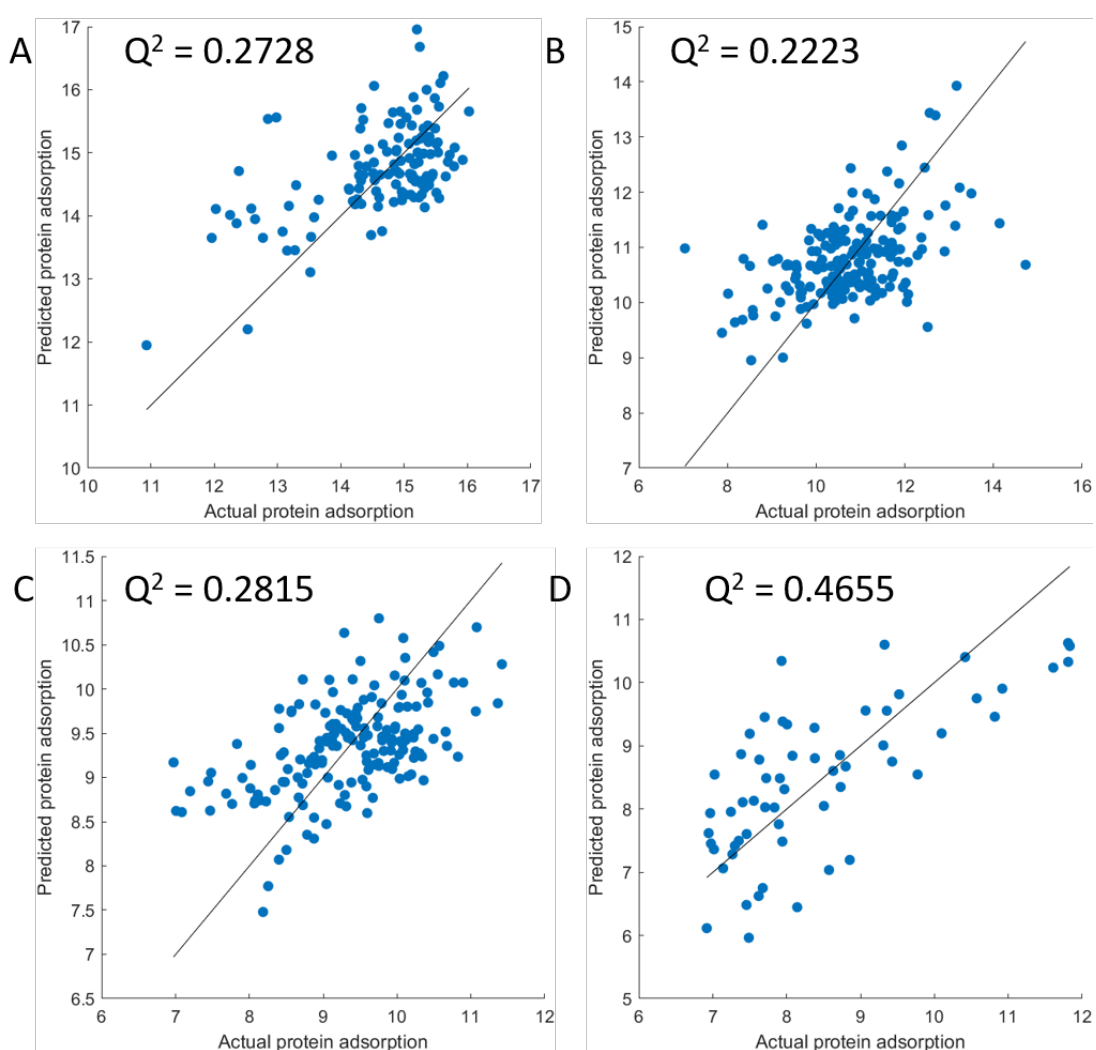 A
Q² = 0.2728
17
16
15
14
13
12
11
10
Predicted protein adsorption
10 11 12 13 14 15 16 17
Actual protein adsorption
B
Q² = 0.2223
15
14
13
12
11
10
9
8
7
Predicted protein adsorption
6 8 10 12 14 16
Actual protein adsorption
C
Q² = 0.2815
11.5
11
10.5
10
9.5
9
8.5
8
7.5
7
6.5
Predicted protein adsorption
6 7 8 9 10 11 12
Actual protein adsorption
D
Q² = 0.4655
12
11
10
9
8
7
6
5
Predicted protein adsorption
6 7 8 9 10 11 12
Actual protein adsorption